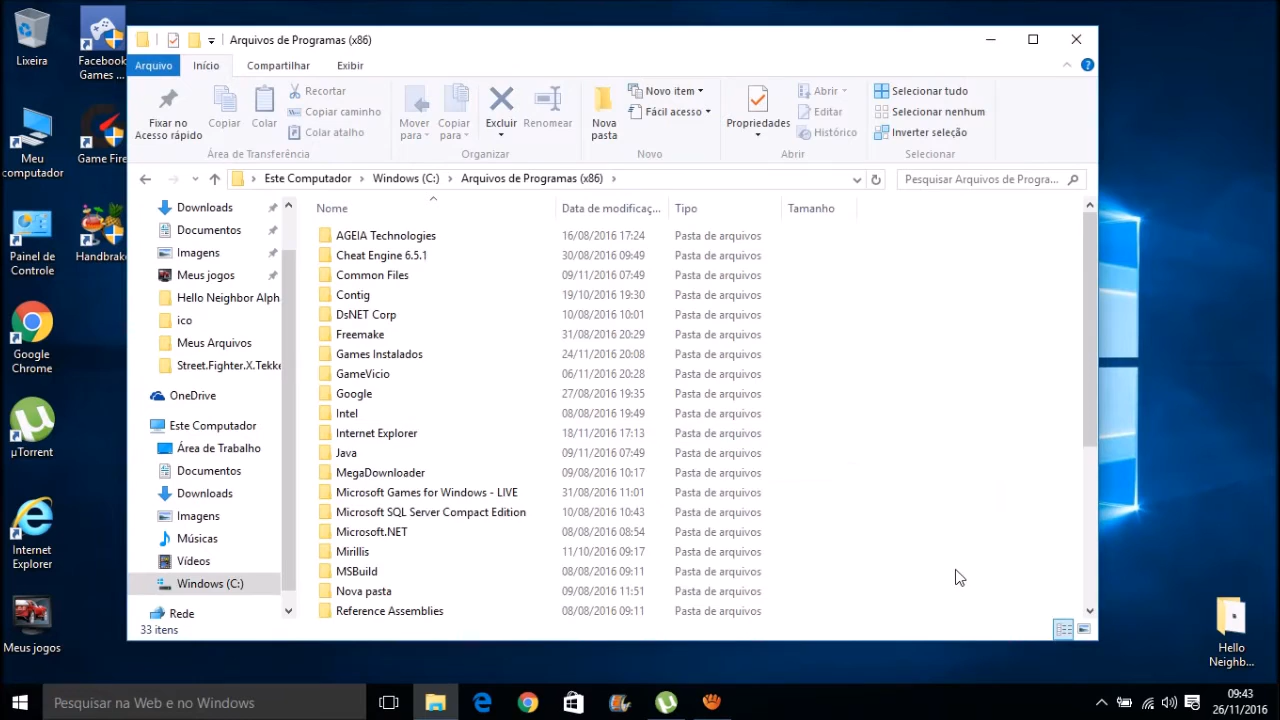 Lixeira
Facebook
Games ...
Meu
computador
Game Fire
Painel de
Controle
Handbrake
Google
Chrome
µTorrent
Internet
Explorer
Meus jogos
Hello
Neighb...
Arquivos de Programas (x86)
Arquivo
Início
Compartilhar
Exibir
Fixar no
Acesso rápido
Copiar
Colar
Recortar
Copiar caminho
Colar atalho
Área de Transferência
Mover
para
Copiar
para
Excluir
Renomear
Organizar
Nova
pasta
Novo item
Fácil acesso
Novo
Propriedades
Abrir
Editar
Histórico
Abrir
Selecionar tudo
Selecionar nenhum
Inverter seleção
Selecionar
Este Computador > Windows (C:) > Arquivos de Programas (x86) >
Pesquisar Arquivos de Progra...
Downloads
Documentos
Imagens
Meus jogos
Hello Neighbor Alph
ico
Meus Arquivos
Street.Fighter.X.Tekke
OneDrive
Este Computador
Área de Trabalho
Documentos
Downloads
Imagens
Músicas
Vídeos
Windows (C:)
Rede
Nome Data de modificaç... Tipo Tamanho
AGEIA Technologies 16/08/2016 17:24 Pasta de arquivos
Cheat Engine 6.5.1 30/08/2016 09:49 Pasta de arquivos
Common Files 09/11/2016 07:49 Pasta de arquivos
Contig 19/10/2016 19:30 Pasta de arquivos
DsNET Corp 10/08/2016 10:01 Pasta de arquivos
Freemake 31/08/2016 20:29 Pasta de arquivos
Games Instalados 24/11/2016 20:08 Pasta de arquivos
GameVicio 06/11/2016 20:28 Pasta de arquivos
Google 27/08/2016 19:35 Pasta de arquivos
Intel 08/08/2016 19:49 Pasta de arquivos
Internet Explorer 18/11/2016 17:13 Pasta de arquivos
Java 09/11/2016 07:49 Pasta de arquivos
MegaDownloader 09/08/2016 10:17 Pasta de arquivos
Microsoft Games for Windows - LIVE 31/08/2016 11:01 Pasta de arquivos
Microsoft SQL Server Compact Edition 10/08/2016 10:43 Pasta de arquivos
Microsoft.NET 08/08/2016 08:54 Pasta de arquivos
Mirillis 11/10/2016 09:17 Pasta de arquivos
MSBuild 08/08/2016 09:11 Pasta de arquivos
Nova pasta 09/08/2016 11:51 Pasta de arquivos
Reference Assemblies 08/08/2016 09:11 Pasta de arquivos
33 itens
Pesquisar na Web e no Windows
09:43
26/11/2016